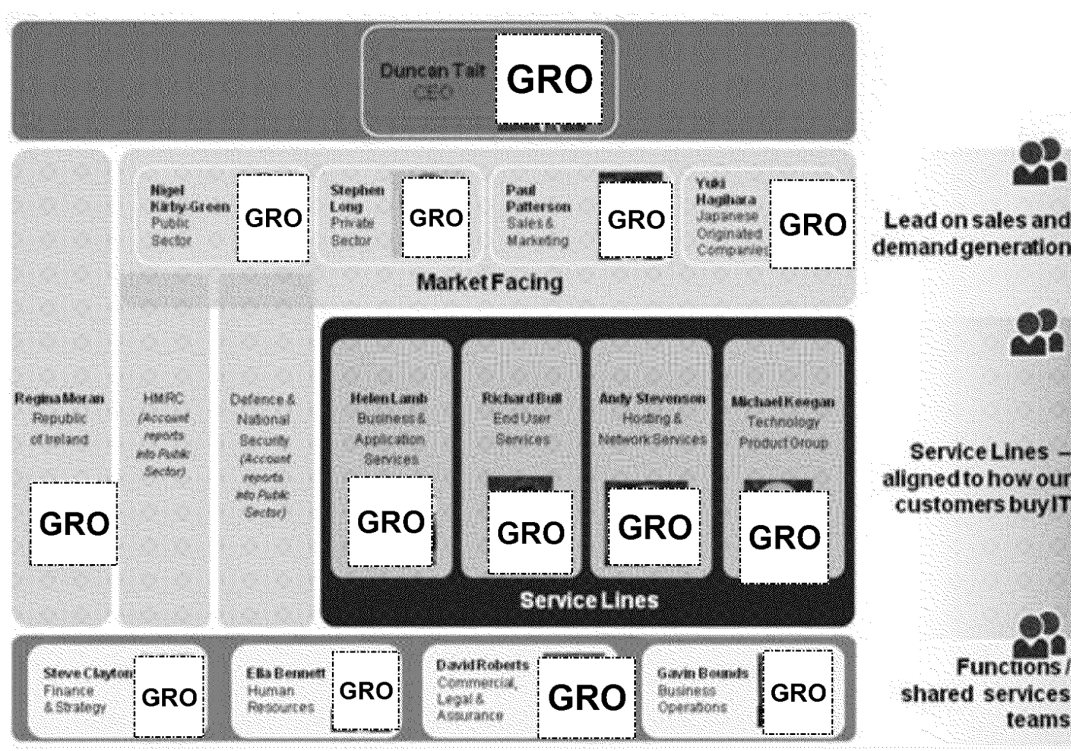 Duncan Tait
CEO
GRO
Nigel
Kirby-Green
Public
Sector
GRO
Stephen
Long
Private
Sector
GRO
Paul
Patterson
Sales &
Marketing
GRO
Yuki
Hagihara
Japanese
Originated
Companies
GRO
Lead on sales and
demand generation
Market Facing
Regina Moran
Republic
of Ireland
GRO
HMRC
(Account
reports
into Public
Sector)
Defence &
National
Security
(Account
reports
into Public
Sector)
Helen Lamb
Business &
Application
Services
GRO
Richard Bull
End User
Services
GRO
Andy Stevenson
Hosting &
Network Services
GRO
Michael Keegan
Technology
Product Group
GRO
Service Lines
Service Lines –
aligned to how our
customers buy IT
Steve Clayton
Finance
& Strategy
GRO
Ella Bennett
Human
Resources
GRO
David Roberts
Commercial,
Legal &
Assurance
GRO
Gavin Bounds
Business
Operations
GRO
Functions /
shared services
teams